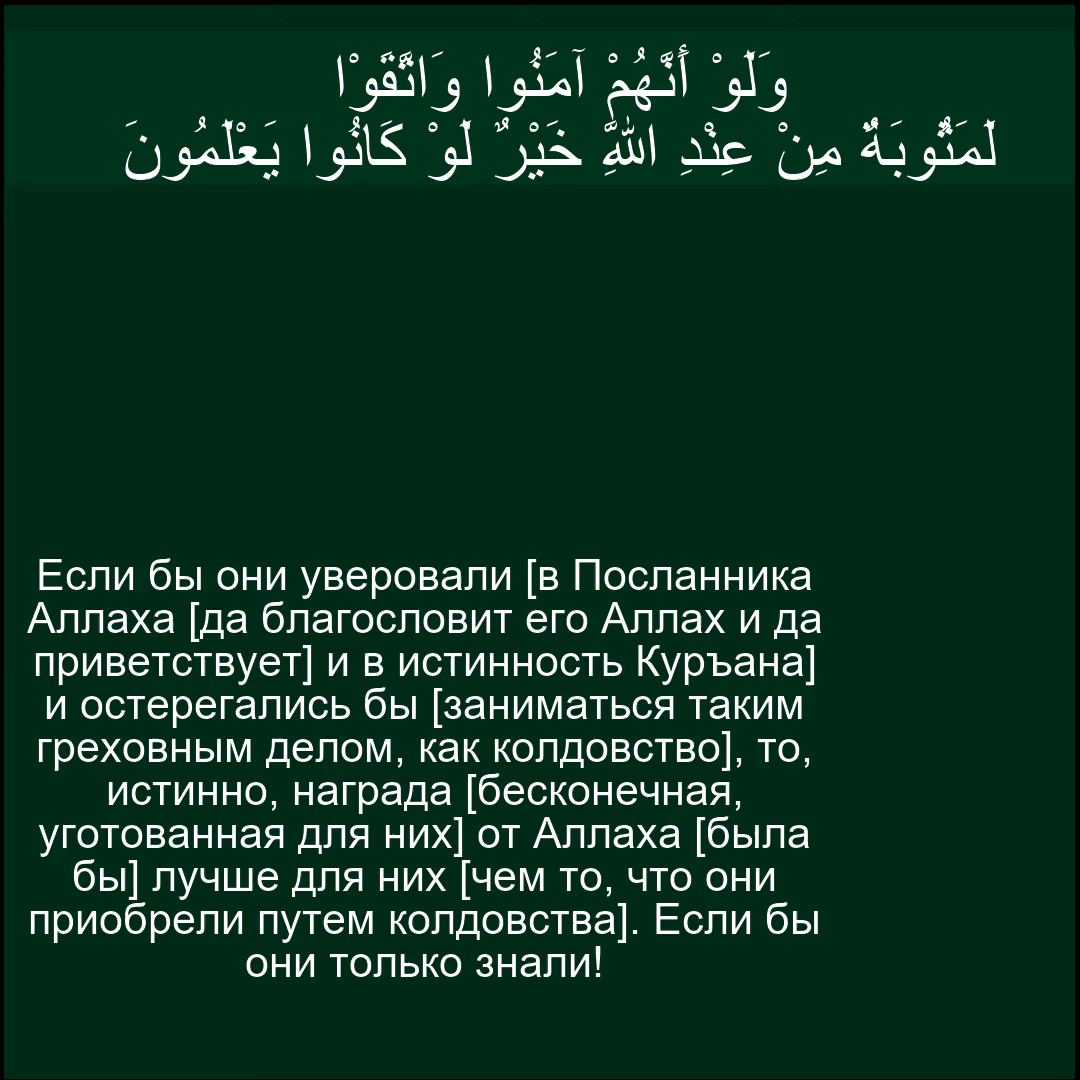 وَلَوْ أَنَّهُمْ آمَنُوا وَاتَّقَوْا
لَمَثُوبَةٌ مِنْ عِنْدِ اللَّهِ خَيْرٌ لَوْ كَانُوا يَعْلَمُونَ
Если бы они уверовали [в Посланника
Аллаха [да благословит его Аллах и да
приветствует] и в истинность Куръана]
и остерегались бы [заниматься таким
греховным делом, как колдовство], то,
истинно, награда [бесконечная,
уготованная для них] от Аллаха [была
бы] лучше для них [чем то, что они
приобрели путем колдовства]. Если бы
они только знали!